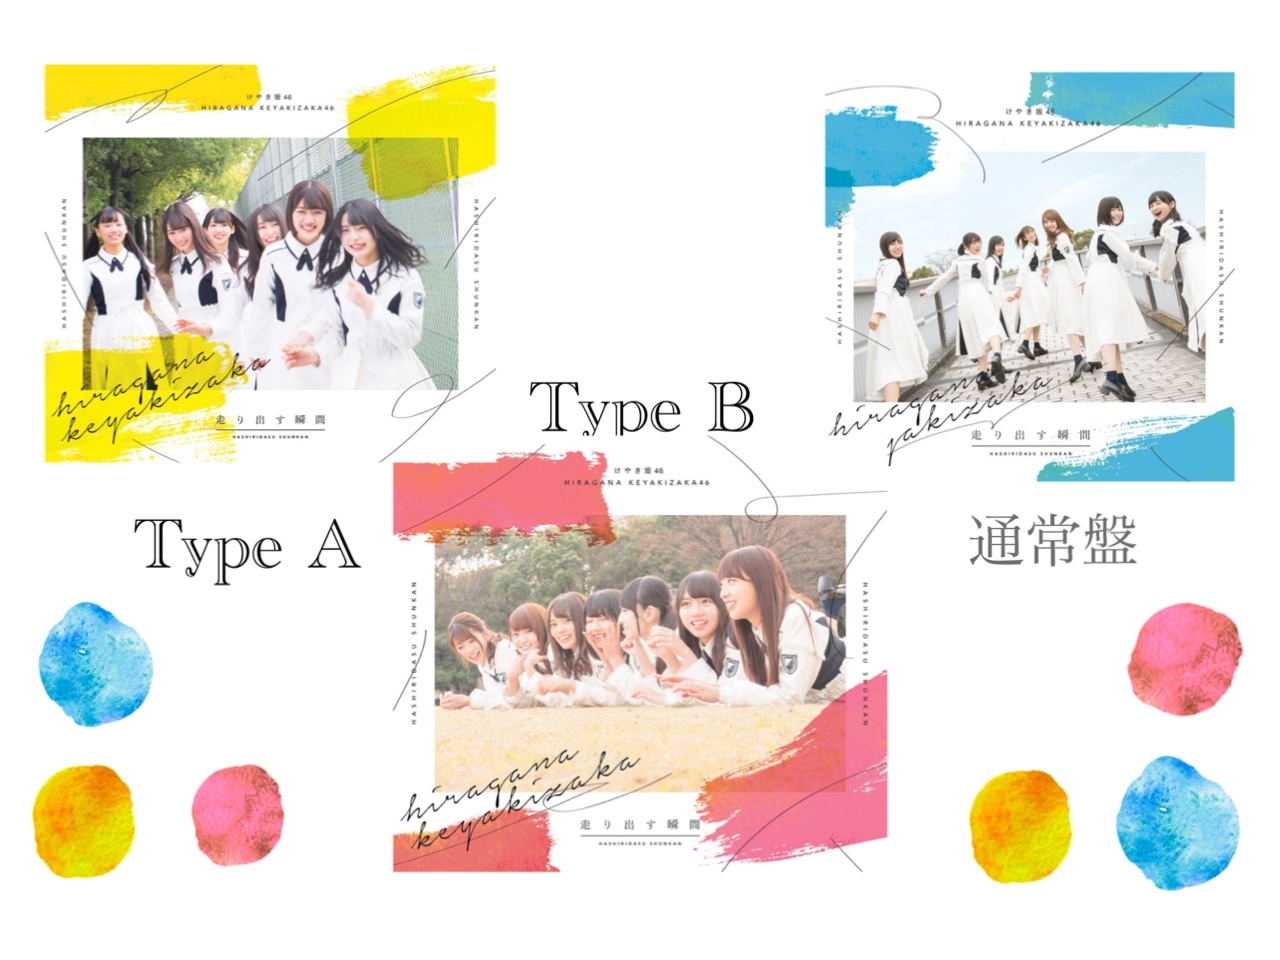 けやき坂46
HIRAGANA KEYAKIZAKA46
HASHIRIDASU SHUNKAN
HASHIRIDASU SHUNKAN
hiragana
keyakizaka
走り出す瞬間
HASHIRIDASU SHUNKAN
Type A
Type B
けやき坂46
HIRAGANA KEYAKIZAKA46
HASHIRIDASU SHUNKAN
HASHIRIDASU SHUNKAN
hiragana
keyakizaka
走り出す瞬間
HASHIRIDASU SHUNKAN
けやき坂46
HIRAGANA KEYAKIZAKA46
HASHIRIDASU SHUNKAN
HASHIRIDASU SHUNKAN
hiragana
yakizaka
走り出す瞬間
HASHIRIDASU SHUNKAN
通常盤